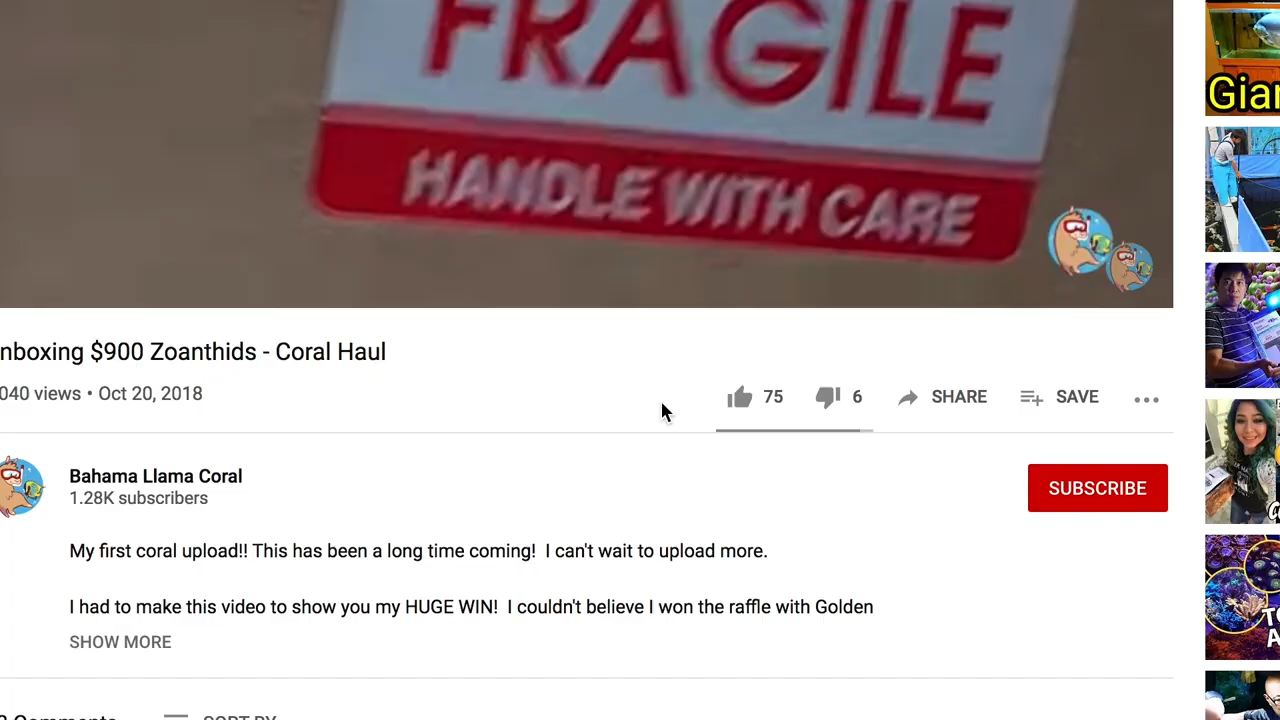 FRAGILE
HANDLE WITH CARE
nboxing $900 Zoanthids - Coral Haul
040 views • Oct 20, 2018
75
6
SHARE
SAVE
Bahama Llama Coral
1.28K subscribers
SUBSCRIBE
My first coral upload!! This has been a long time coming!  I can't wait to upload more.
I had to make this video to show you my HUGE WIN!  I couldn't believe I won the raffle with Golden
SHOW MORE
Comments
SORT BY
Gian